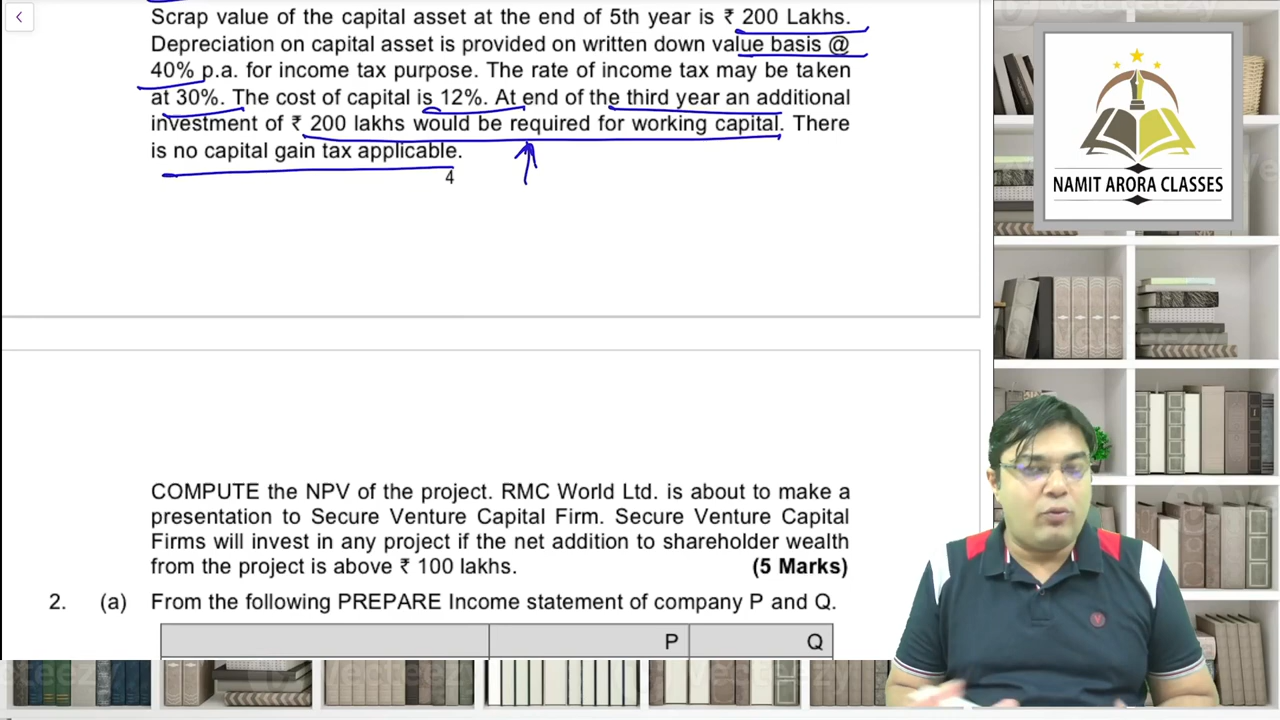 Scrap value of the capital asset at the end of 5th year is ₹ 200 Lakhs.
Depreciation on capital asset is provided on written down value basis @
40% p.a. for income tax purpose. The rate of income tax may be taken
at 30%. The cost of capital is 12%. At end of the third year an additional
investment of ₹ 200 lakhs would be required for working capital. There
is no capital gain tax applicable.
4
NAMIT ARORA CLASSES
COMPUTE the NPV of the project. RMC World Ltd. is about to make a
presentation to Secure Venture Capital Firm. Secure Venture Capital
Firms will invest in any project if the net addition to shareholder wealth
from the project is above ₹ 100 lakhs. (5 Marks)
2. (a) From the following PREPARE Income statement of company P and Q.
P Q